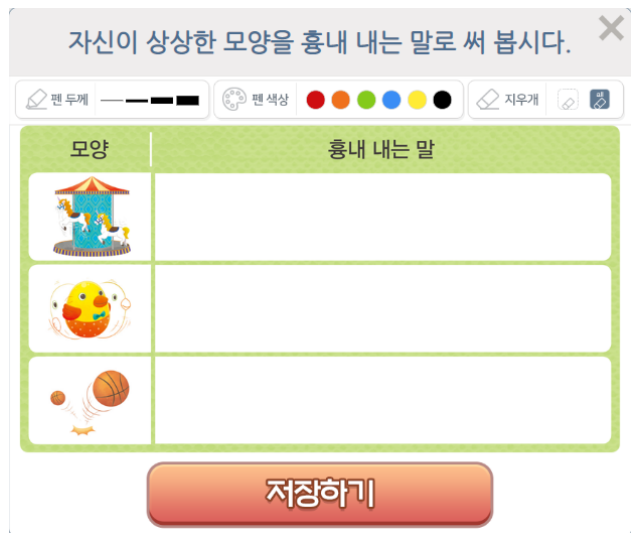 자신이 상상한 모양을 흉내 내는 말로 써 봅시다.
펜 두께 펜 색상 지우개
모양 흉내 내는 말
저장하기